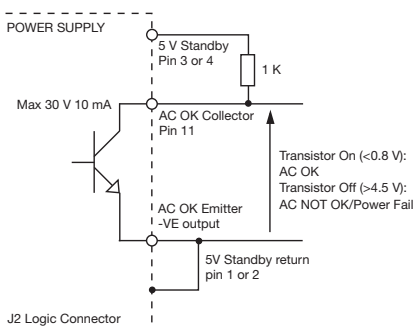 POWER SUPPLY
5 V Standby
Pin 3 or 4
1 K
Max 30 V 10 mA
AC OK Collector
Pin 11
Transistor On (<0.8 V):
AC OK
Transistor Off (>4.5 V):
AC NOT OK/Power Fail
AC OK Emitter
-VE output
5V Standby return
pin 1 or 2
J2 Logic Connector